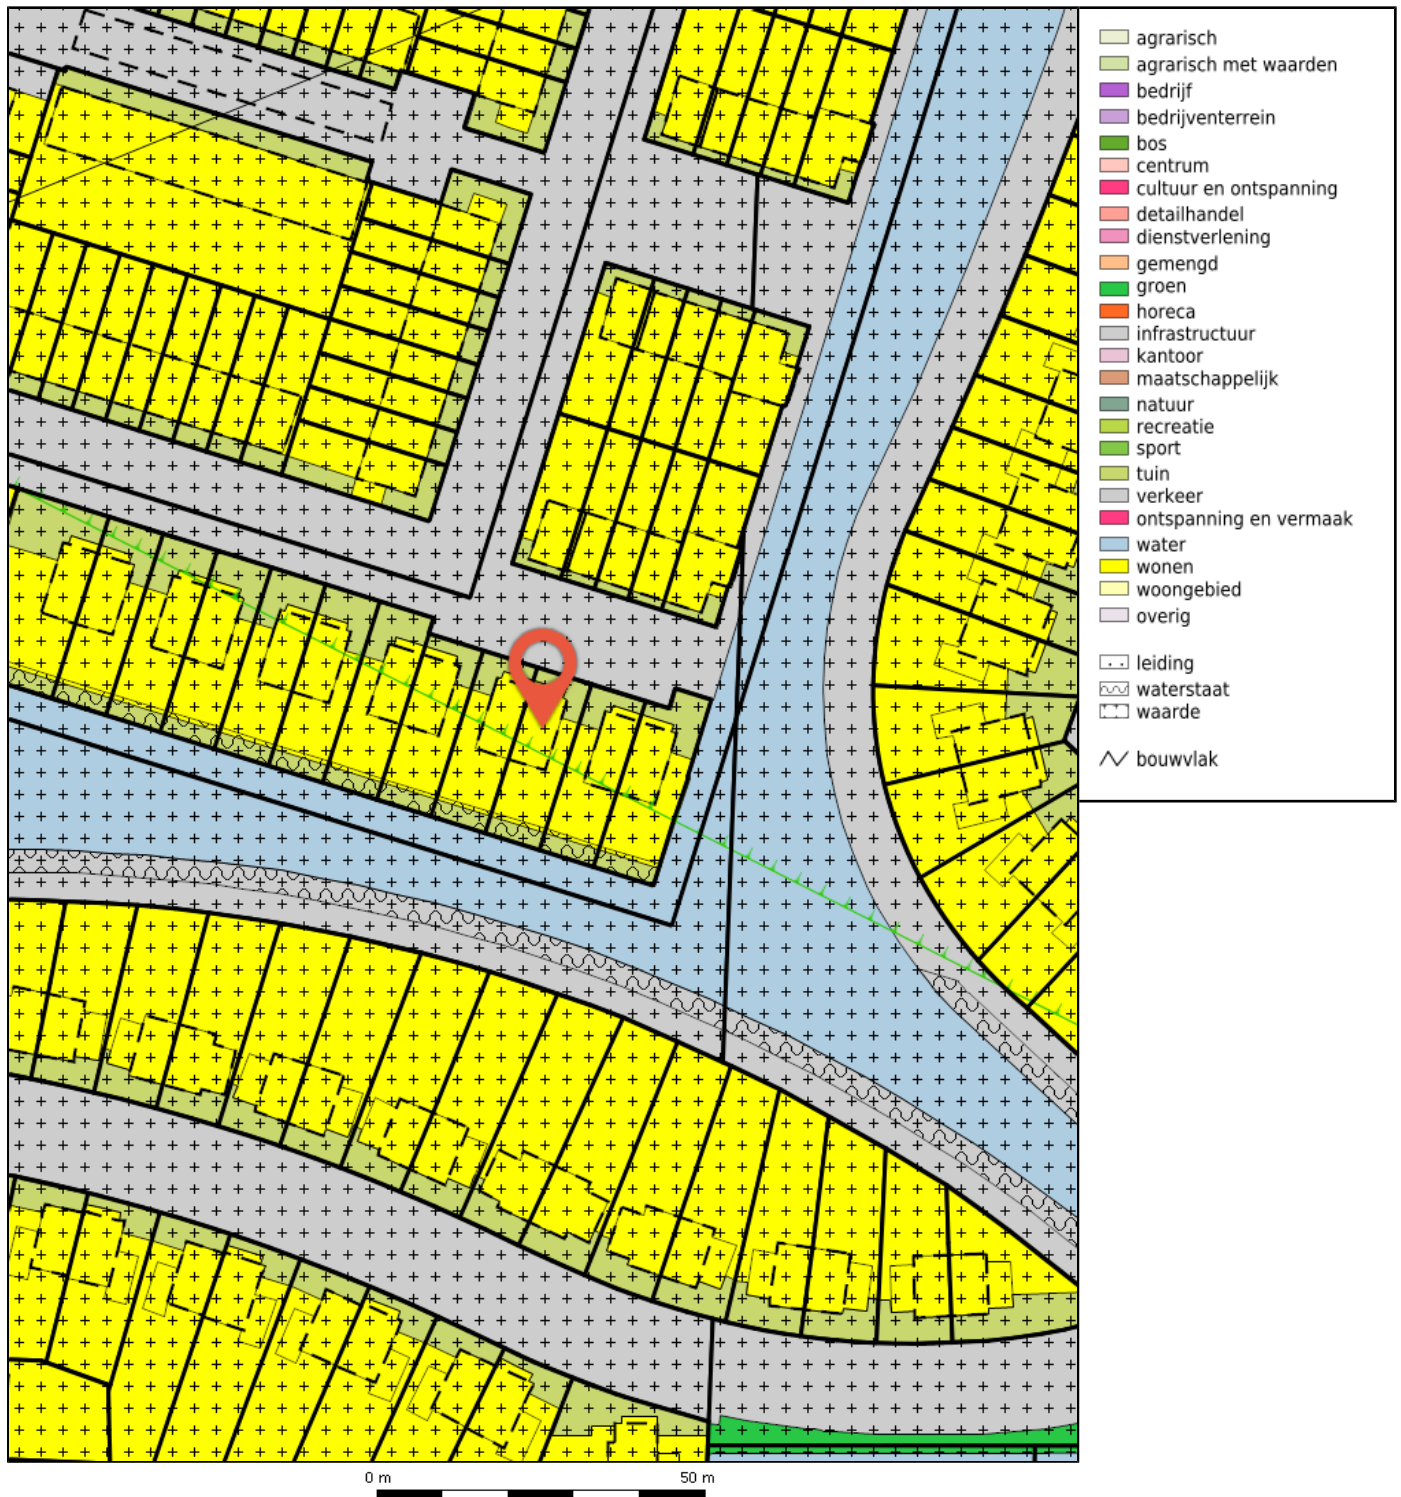 agrarisch
agrarisch met waarden
bedrijf
bedrijventerrein
bos
centrum
cultuur en ontspanning
detailhandel
dienstverlening
gemengd
groen
horeca
infrastructuur
kantoor
maatschappelijk
natuur
recreatie
sport
tuin
verkeer
ontspanning en vermaak
water
wonen
woongebied
overig
leiding
waterstaat
waarde
bouwvlak
0 m 50 m